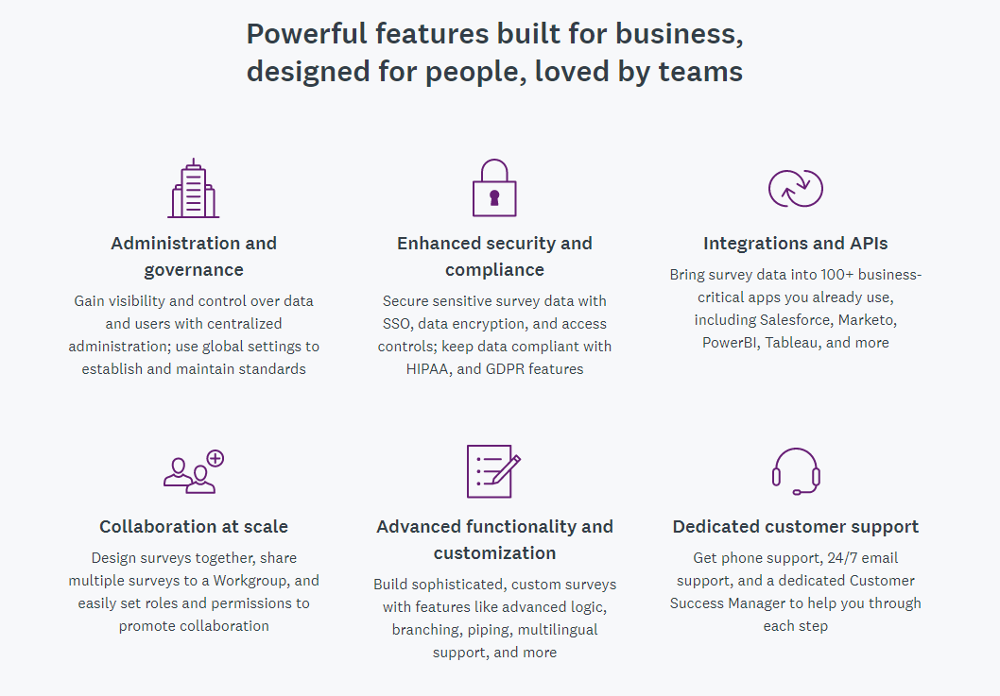 Powerful features built for business,
designed for people, loved by teams
Administration and
governance
Gain visibility and control over data
and users with centralized
administration; use global settings to
establish and maintain standards
Enhanced security and
compliance
Secure sensitive survey data with
SSO, data encryption, and access
controls; keep data compliant with
HIPAA, and GDPR features
Integrations and APIs
Bring survey data into 100+ business-
critical apps you already use,
including Salesforce, Marketo,
PowerBI, Tableau, and more
Collaboration at scale
Design surveys together, share
multiple surveys to a Workgroup, and
easily set roles and permissions to
promote collaboration
Advanced functionality and
customization
Build sophisticated, custom surveys
with features like advanced logic,
branching, piping, multilingual
support, and more
Dedicated customer support
Get phone support, 24/7 email
support, and a dedicated Customer
Success Manager to help you through
each step